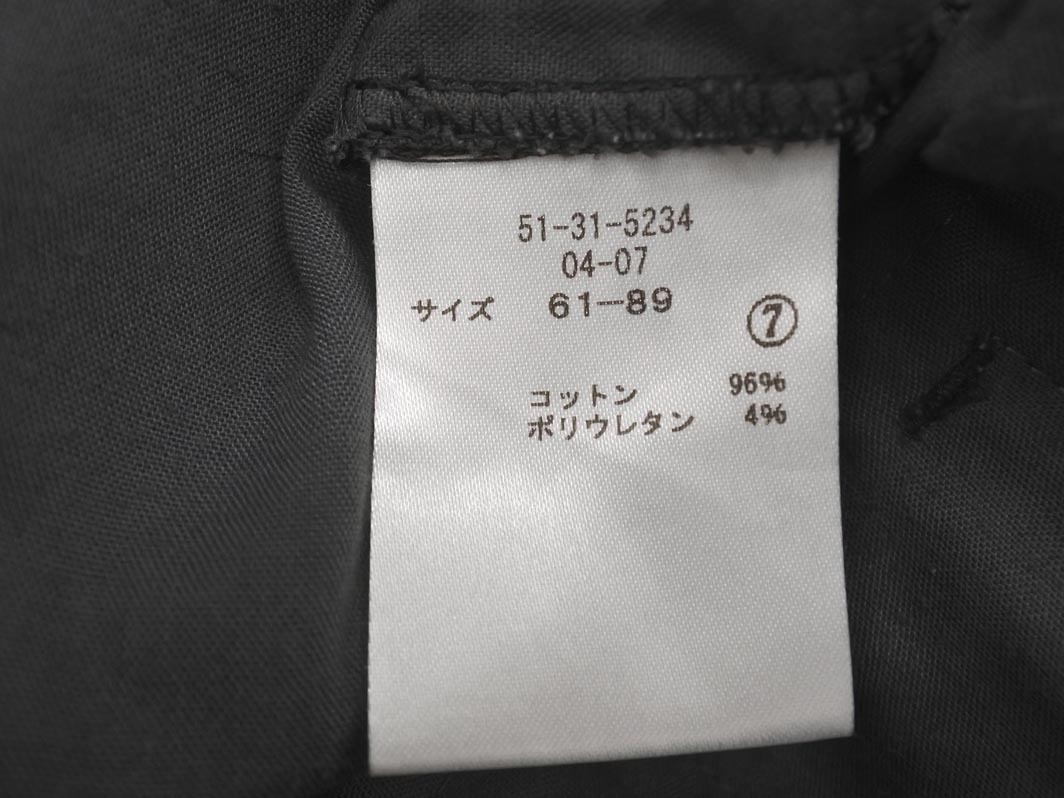 51-31-5234
04-07
サイズ 61-89
⑦
コットン 96%
ポリウレタン 4%